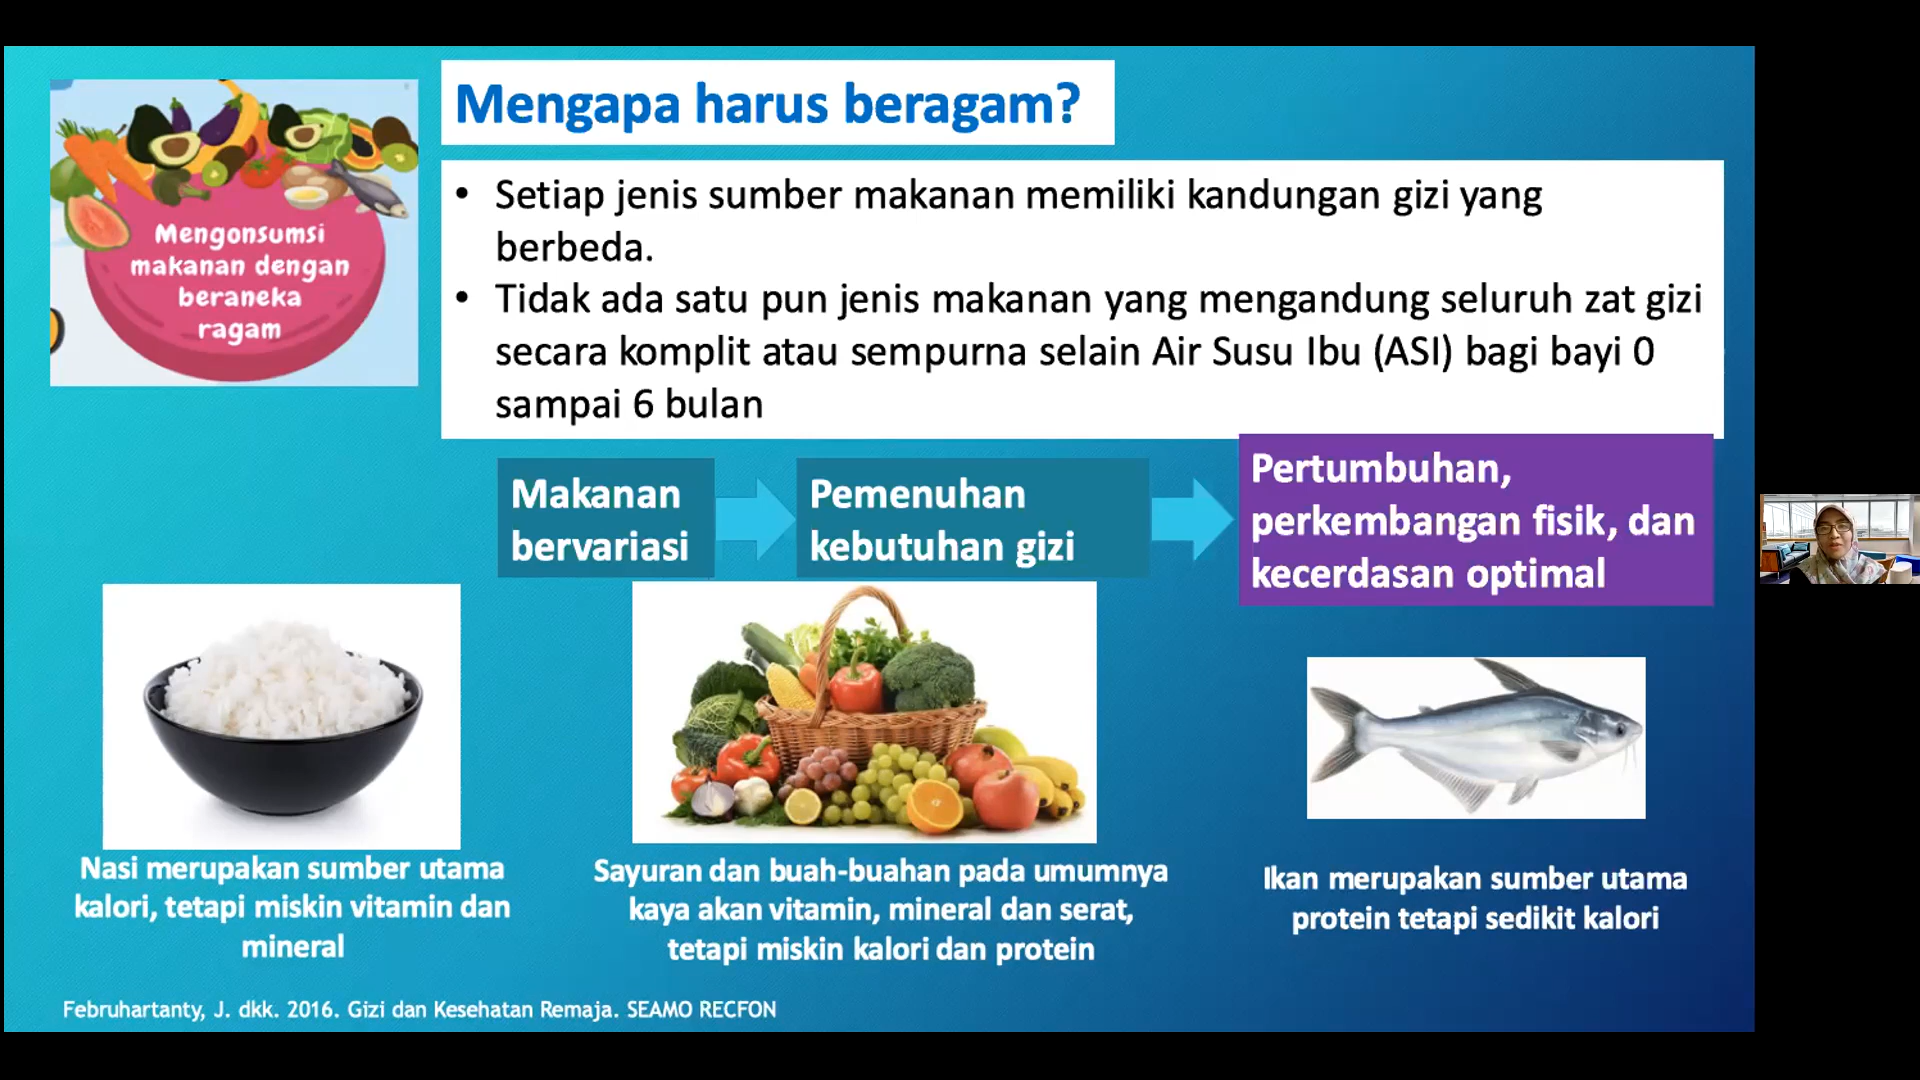 Mengapa harus beragam?
Mengonsumsi
makanan dengan
beraneka
ragam
• Setiap jenis sumber makanan memiliki kandungan gizi yang
berbeda.
• Tidak ada satu pun jenis makanan yang mengandung seluruh zat gizi
secara komplit atau sempurna selain Air Susu Ibu (ASI) bagi bayi 0
sampai 6 bulan
Makanan
bervariasi
Pemenuhan
kebutuhan gizi
Pertumbuhan,
perkembangan fisik, dan
kecerdasan optimal
Nasi merupakan sumber utama
kalori, tetapi miskin vitamin dan
mineral
Sayuran dan buah-buahan pada umumnya
kaya akan vitamin, mineral dan serat,
tetapi miskin kalori dan protein
Ikan merupakan sumber utama
protein tetapi sedikit kalori
Februhartanty, J. dkk. 2016. Gizi dan Kesehatan Remaja. SEAMO RECFON